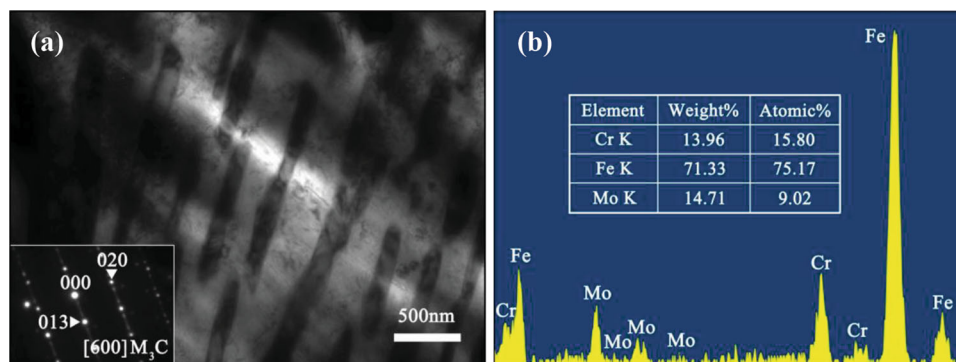 (a)
020
000
013
[600]M₃C
500nm
(b)
Fe
Element Weight% Atomic%
Cr K 13.96 15.80
Fe K 71.33 75.17
Mo K 14.71 9.02
Fe
Cr
Mo
Mo
Mo
Cr
Cr
Fe